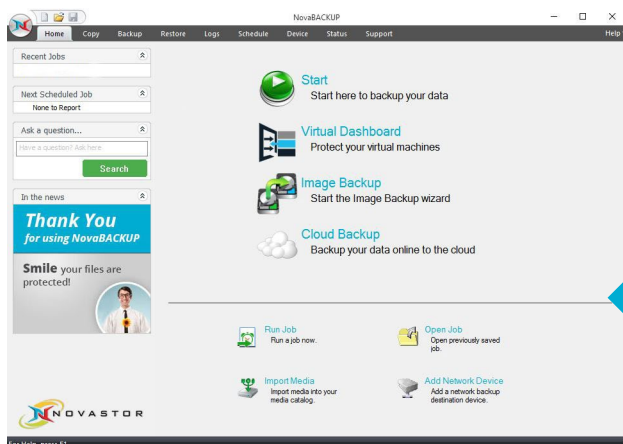 NovaBACKUP
Home Copy Backup Restore Logs Schedule Device Status Support Help
Recent Jobs
Next Scheduled Job
None to Report
Ask a question...
Have a question? Ask here
Search
In the news
Thank You
for using NovaBACKUP
Smile your files are
protected!
NOVASTOR
Start
Start here to backup your data
Virtual Dashboard
Protect your virtual machines
Image Backup
Start the Image Backup wizard
Cloud Backup
Backup your data online to the cloud
Run Job
Run a job now.
Open Job
Open previously saved
job.
Import Media
Import media into your
media catalog.
Add Network Device
Add a network backup
destination device.
For Help, press F1